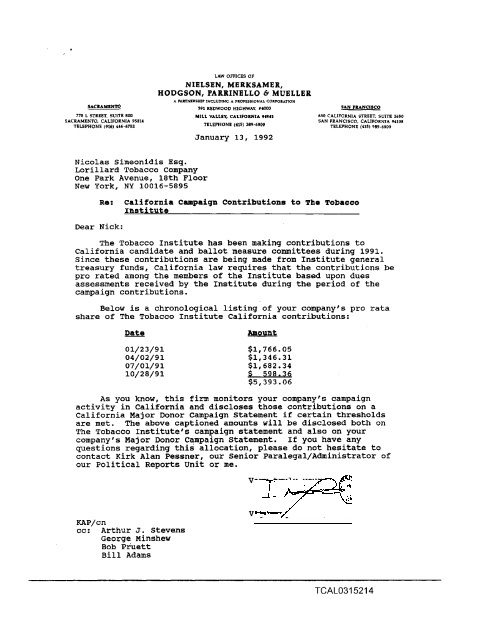 LAW OFFICES OF
NIELSEN, MERKSAMER,
HODGSON, PARRINELLO & MUELLER
A PARTNERSHIP INCLUDING A PROFESSIONAL CORPORATION
591 REDWOOD HIGHWAY, #4000
MILL VALLEY, CALIFORNIA 94941
TELEPHONE (415) 389-6800
SACRAMENTO
770 L STREET, SUITE 800
SACRAMENTO, CALIFORNIA 95814
TELEPHONE (916) 446-6752
SAN FRANCISCO
650 CALIFORNIA STREET, SUITE 2650
SAN FRANCISCO, CALIFORNIA 94108
TELEPHONE (415) 989-6800
January 13, 1992
Nicolas Simeonidis Esq.
Lorillard Tobacco Company
One Park Avenue, 18th Floor
New York, NY 10016-5895
Re: California Campaign Contributions to The Tobacco
Institute
Dear Nick:
The Tobacco Institute has been making contributions to
California candidate and ballot measure committees during 1991.
Since these contributions are being made from Institute general
treasury funds, California law requires that the contributions be
pro rated among the members of the Institute based upon dues
assessments received by the Institute during the period of the
campaign contributions.
Below is a chronological listing of your company's pro rata
share of The Tobacco Institute California contributions:
Date Amount
01/23/91 $1,766.05
04/02/91 $1,346.31
07/01/91 $1,682.34
10/28/91 $ 598.36
$5,393.06
As you know, this firm monitors your company's campaign
activity in California and discloses those contributions on a
California Major Donor Campaign Statement if certain thresholds
are met. The above captioned amounts will be disclosed both on
The Tobacco Institute's campaign statement and also on your
company's Major Donor Campaign Statement. If you have any
questions regarding this allocation, please do not hesitate to
contact Kirk Alan Pessner, our Senior Paralegal/Administrator of
our Political Reports Unit or me.
KAP/cn
cc: Arthur J. Stevens
George Minshew
Bob Pruett
Bill Adams
TCAL0315214